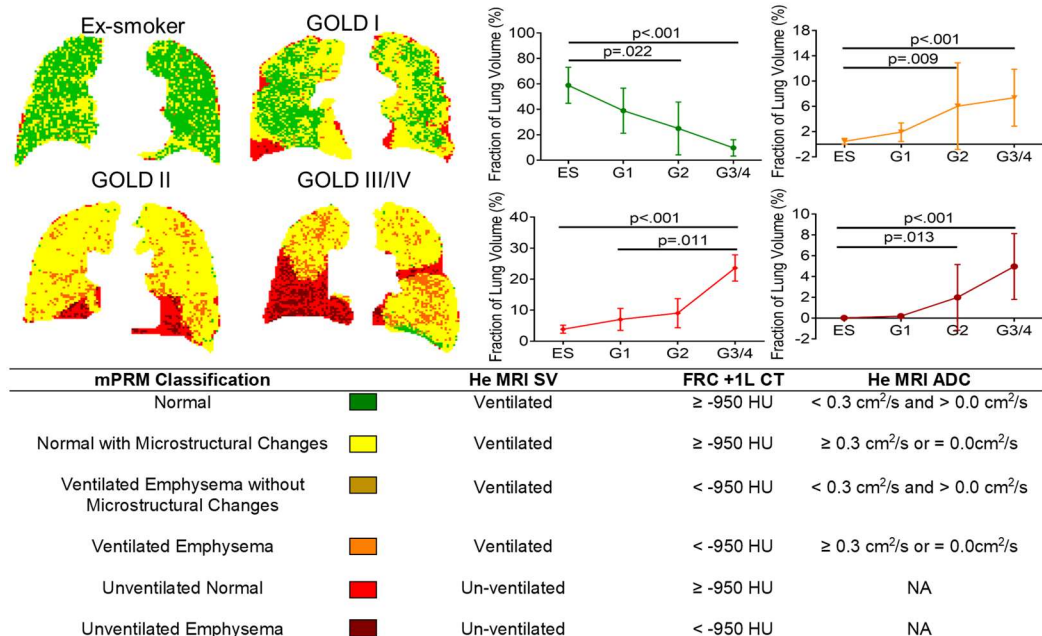 Ex-smoker
GOLD I
GOLD II
GOLD III/IV
Fraction of Lung Volume (%)
100
80
60
40
20
0
p<.001
p=.022
ES G1 G2 G3/4
Fraction of Lung Volume (%)
18
14
10
6
2
-2
p<.001
p=.009
ES G1 G2 G3/4
Fraction of Lung Volume (%)
40
30
20
10
0
p<.001
p=.011
ES G1 G2 G3/4
Fraction of Lung Volume (%)
10
8
6
4
2
0
-2
p<.001
p=.013
ES G1 G2 G3/4
mPRM Classification He MRI SV FRC +1L CT He MRI ADC
Normal Ventilated ≥ -950 HU < 0.3 cm²/s and > 0.0 cm²/s
Normal with Microstructural Changes Ventilated ≥ -950 HU ≥ 0.3 cm²/s or = 0.0cm²/s
Ventilated Emphysema without
Microstructural Changes Ventilated < -950 HU < 0.3 cm²/s and > 0.0 cm²/s
Ventilated Emphysema Ventilated < -950 HU ≥ 0.3 cm²/s or = 0.0cm²/s
Unventilated Normal Un-ventilated ≥ -950 HU NA
Unventilated Emphysema Un-ventilated < -950 HU NA